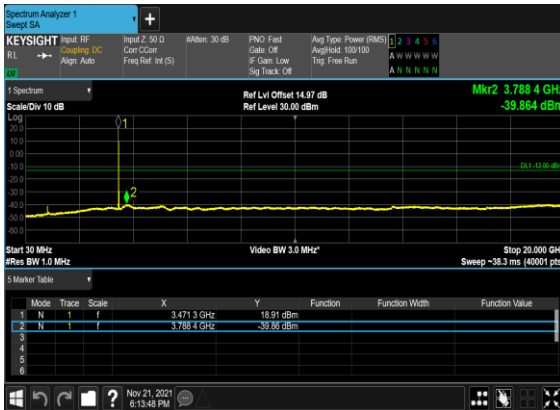 Spectrum Analyzer 1
Swept SA
+
KEYSIGHT Input: RF Input Z: 50 Ω #Atten: 30 dB PNO: Fast Avg Type: Power (RMS) 1 2 3 4 5 6
RL Coupling: DC Corr CCorr Gate: Off Avg|Hold: 100/100 A W W W W W
Align: Auto Freq Ref: Int (S) IF Gain: Low Trig: Free Run
LXI Sig Track: Off A N N N N N
1 Spectrum Ref Lvl Offset 14.97 dB Mkr2 3.788 4 GHz
Scale/Div 10 dB Ref Level 30.00 dBm -39.864 dBm
Log
1
20.0
10.0
0.00
-10.0 DL1 -13.00 dBm
-20.0
-30.0
2
-40.0
-50.0
-60.0
Start 30 MHz Video BW 3.0 MHz* Stop 20.000 GHz
#Res BW 1.0 MHz Sweep ~38.3 ms (40001 pts)
5 Marker Table
Mode Trace Scale X Y Function Function Width Function Value
1 N 1 f 3.471 3 GHz 18.91 dBm
2 N 1 f 3.788 4 GHz -39.86 dBm
3
4
5
6
? Nov 21, 2021
6:13:48 PM